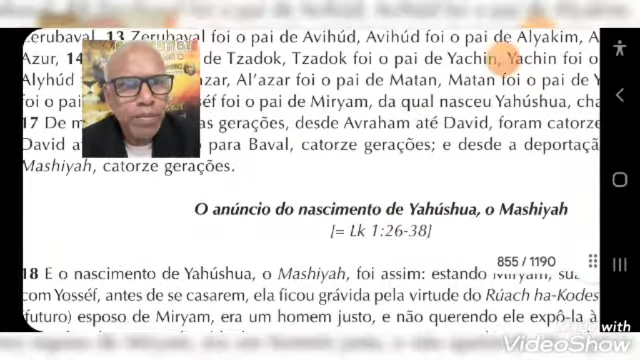 Zerubaval. 13 Zerubaval foi o pai de Avihúd, Avihúd foi o pai de Alyakim, A
Azur, 14 de Tzadok, Tzadok foi o pai de Yachin, Yachin foi o
Alyhúd azar, Al'azar foi o pai de Matan, Matan foi o pai de Y
foi o pai séf foi o pai de Miryam, da qual nasceu Yahúshua, cha
17 De m as gerações, desde Avraham até David, foram catorze
David a para Baval, catorze gerações; e desde a deportaçã
Mashiyah, catorze gerações.
O anúncio do nascimento de Yahúshua, o Mashiyah
[= Lk 1:26-38]
855 / 1190
18 E o nascimento de Yahúshua, o Mashiyah, foi assim: estando Miryam, sua
com Yosséf, antes de se casarem, ela ficou grávida pela virtude do Rúach ha-Kodes
(futuro) esposo de Miryam, era um homem justo, e não querendo ele expô-la à
Made with
VideoShow